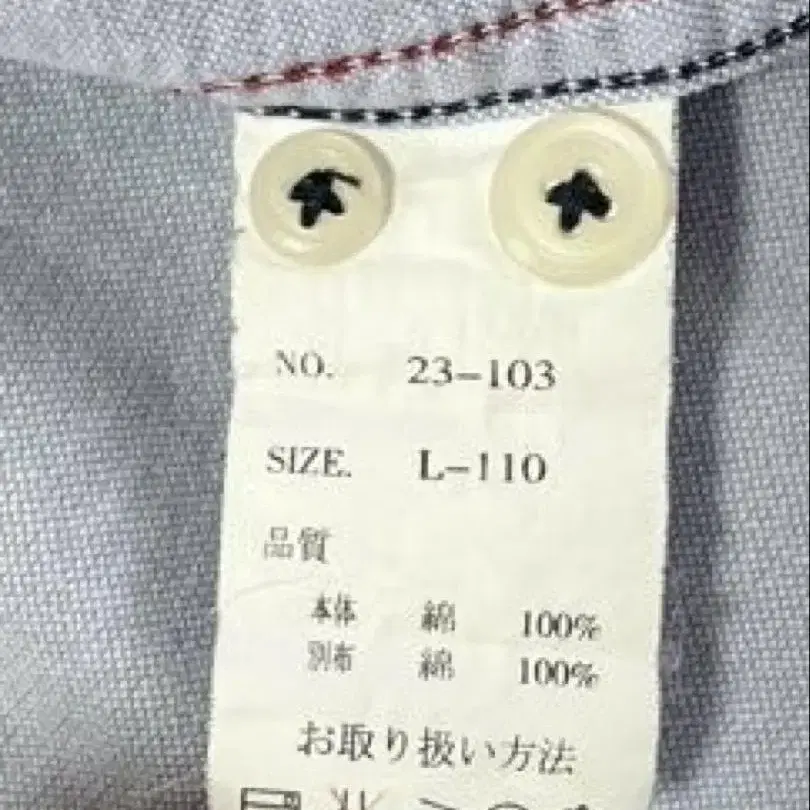 NO. 23-103
SIZE. L-110
品質
本体 綿 100%
別布 綿 100%
お取り扱い方法